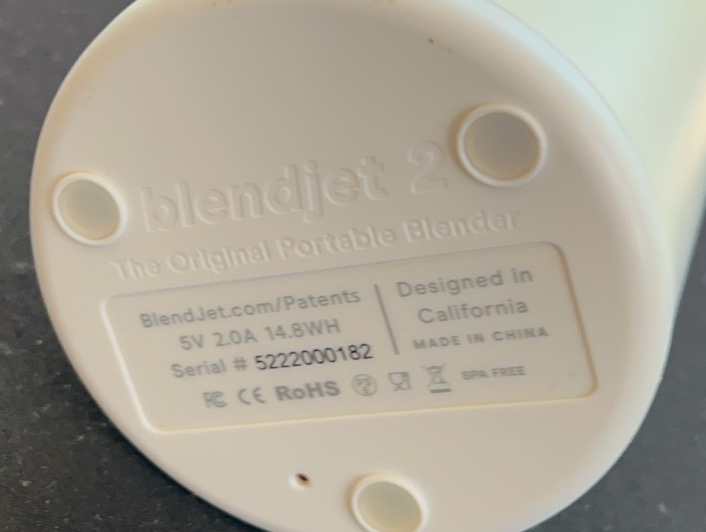 blendjet 2
The Original Portable Blender
BlendJet.com/Patents
5V 2.0A 14.8WH
Serial # 5222000182
Designed in
California
MADE IN CHINA
FC CE RoHS PSE BPA FREE